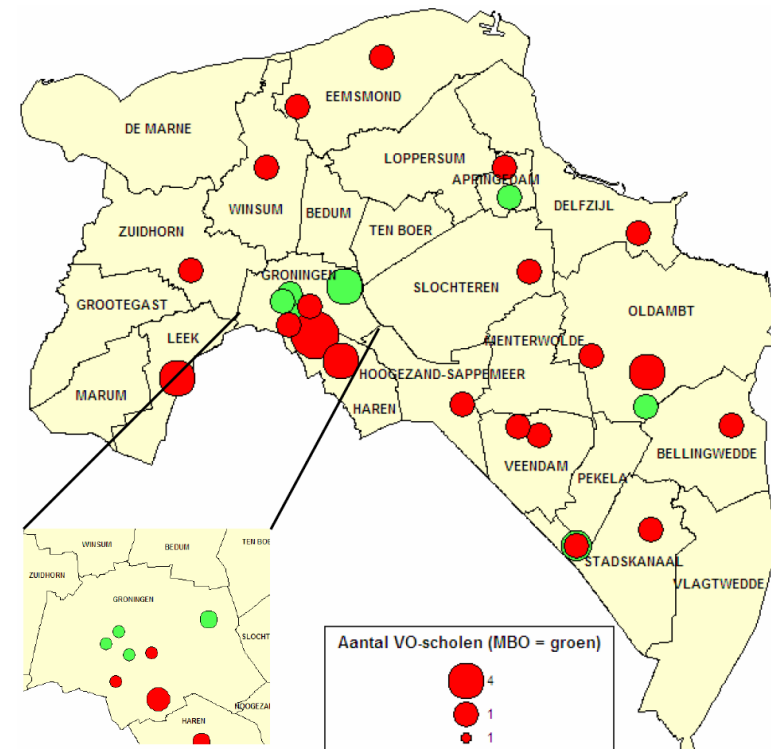 EEMSMOND
DE MARNE
LOPPERSUM
APPINGEDAM
WINSUM
BEDUM
DELFZIJL
ZUIDHORN
TEN BOER
GRONINGEN
SLOCHTEREN
GROOTEGAST
OLDAMBT
LEEK
MENTERWOLDE
HOOGEZAND-SAPPEMEER
MARUM
HAREN
VEENDAM
BELLINGWEDDE
PEKELA
STADSKANAAL
VLAGTWEDDE
WINSUM
BEDUM
TEN BOE
ZUIDHORN
GRONINGEN
SLOCHT
HOOGEZAN
HAREN
Aantal VO-scholen (MBO = groen)
4
1
1